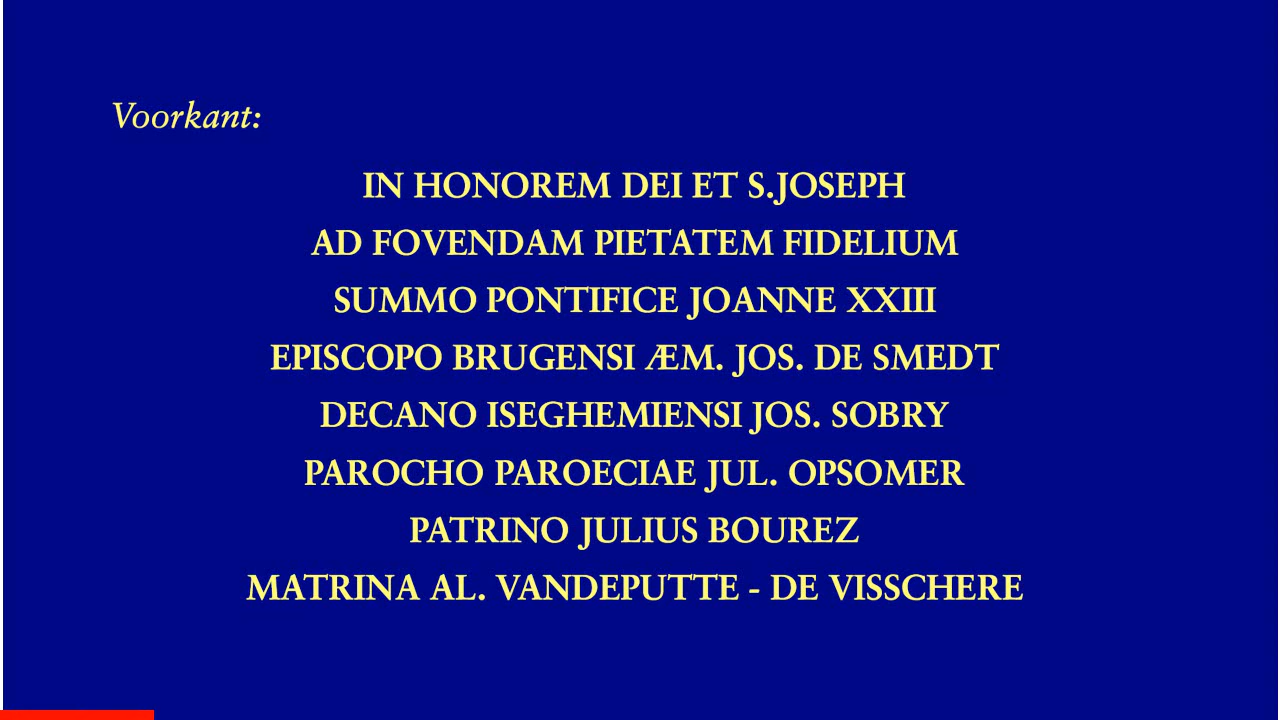 Voorkant:
IN HONOREM DEI ET S.JOSEPH
AD FOVENDAM PIETATEM FIDELIUM
SUMMO PONTIFICE JOANNE XXIII
EPISCOPO BRUGENSI ÆM. JOS. DE SMEDT
DECANO ISEGHEMIENSI JOS. SOBRY
PAROCHO PAROECIAE JUL. OPSOMER
PATRINO JULIUS BOUREZ
MATRINA AL. VANDEPUTTE - DE VISSCHERE